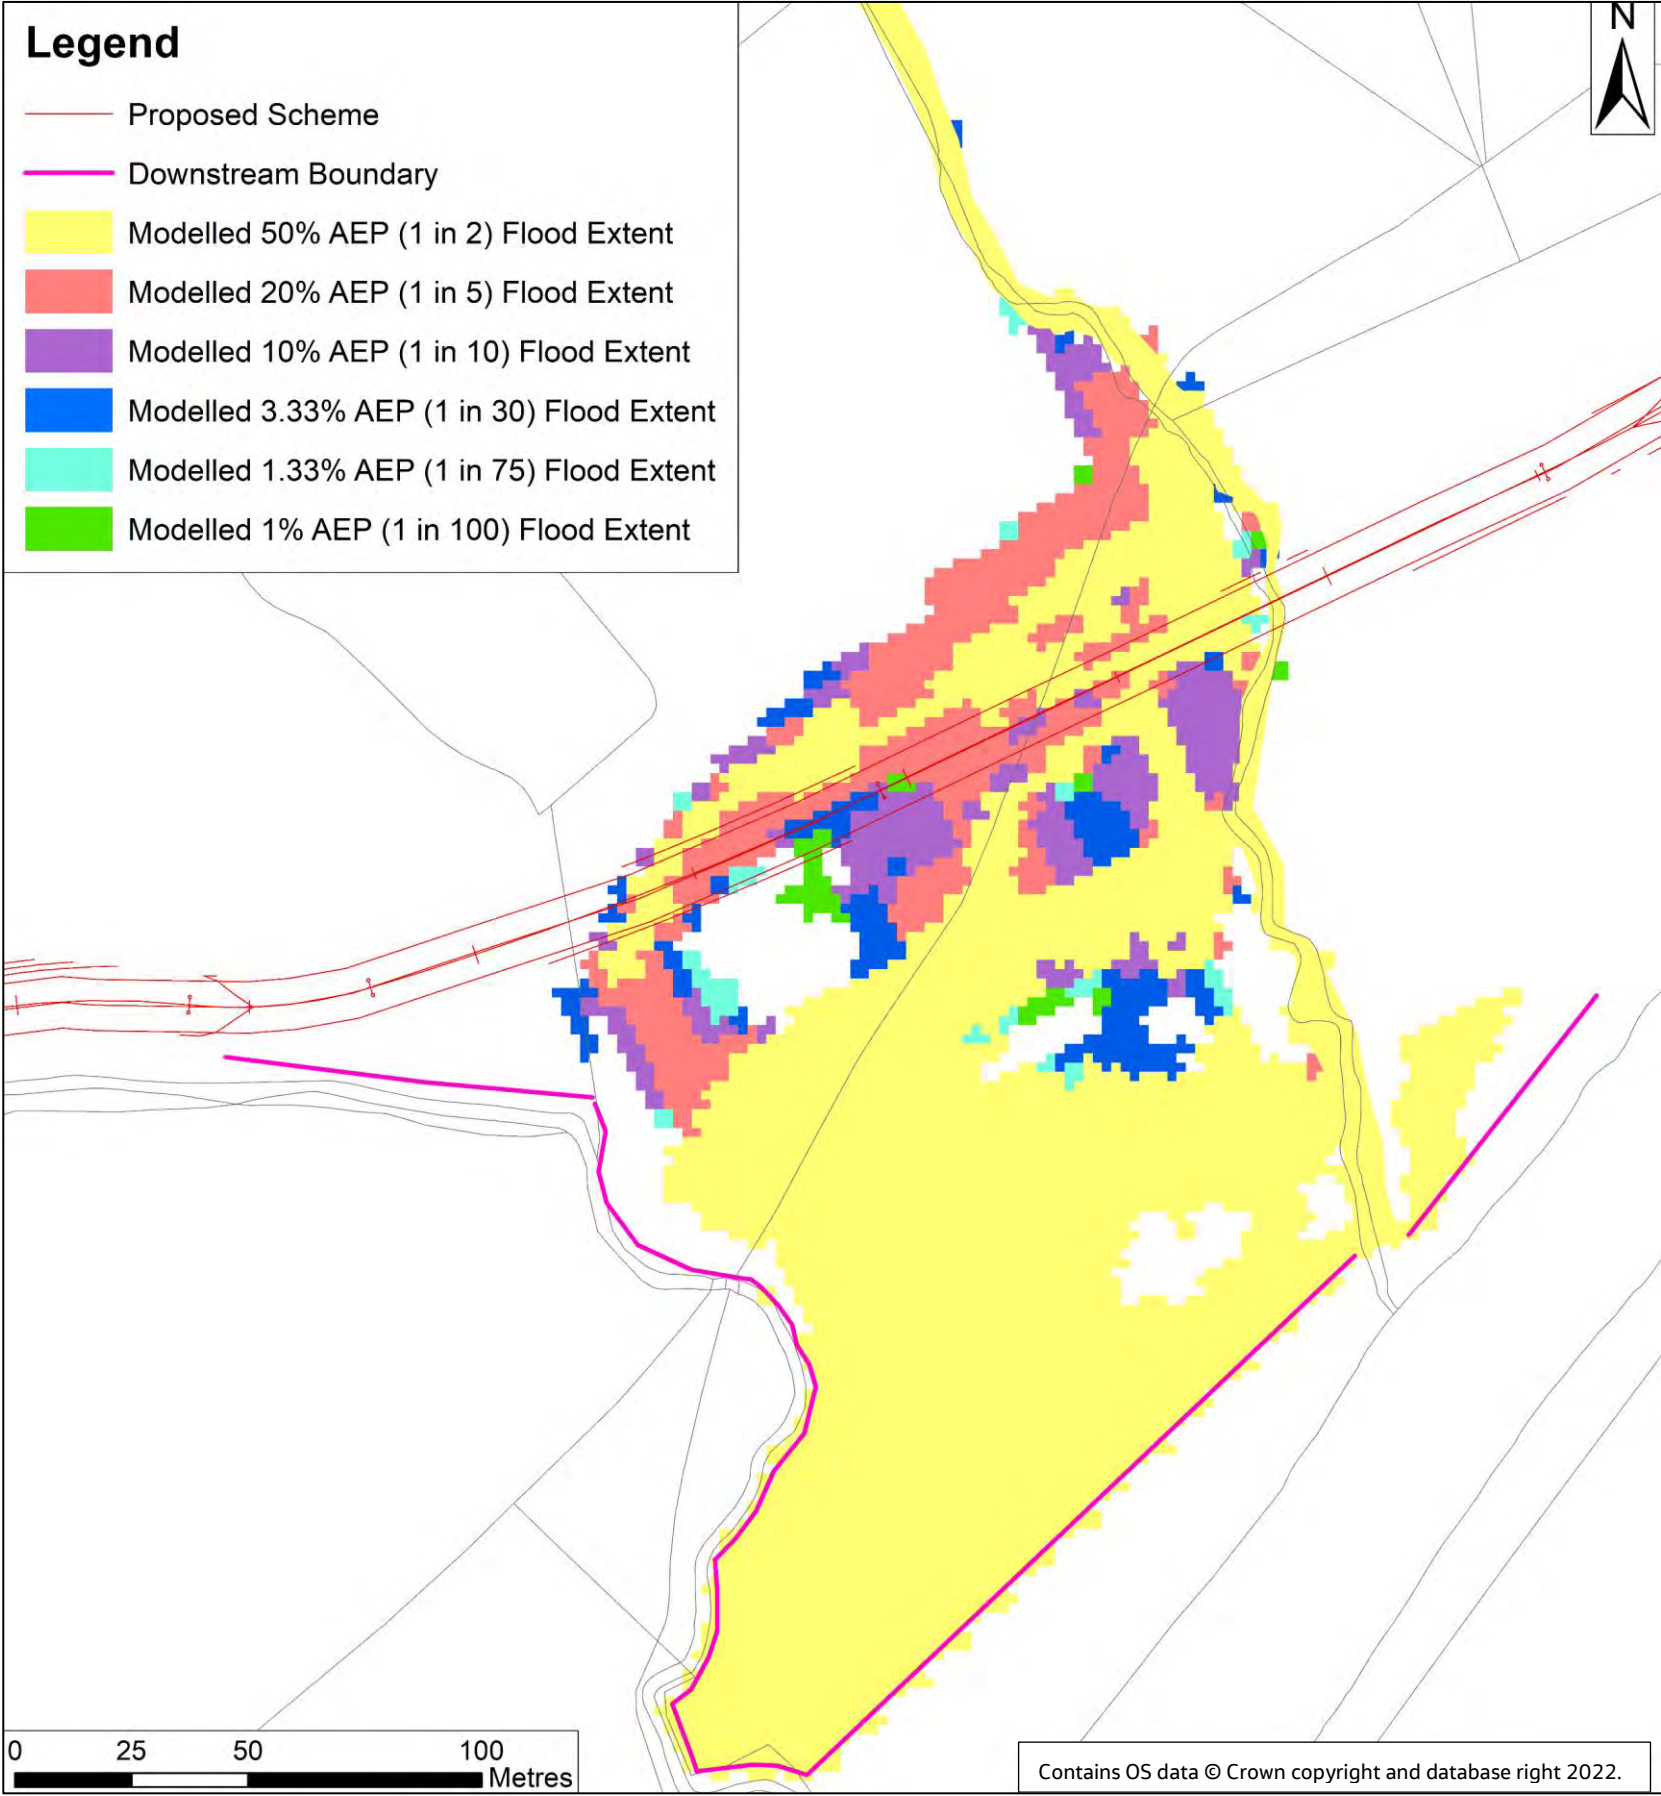 Legend
Proposed Scheme
Downstream Boundary
Modelled 50% AEP (1 in 2) Flood Extent
Modelled 20% AEP (1 in 5) Flood Extent
Modelled 10% AEP (1 in 10) Flood Extent
Modelled 3.33% AEP (1 in 30) Flood Extent
Modelled 1.33% AEP (1 in 75) Flood Extent
Modelled 1% AEP (1 in 100) Flood Extent
N
0 25 50 100
Metres
Contains OS data © Crown copyright and database right 2022.